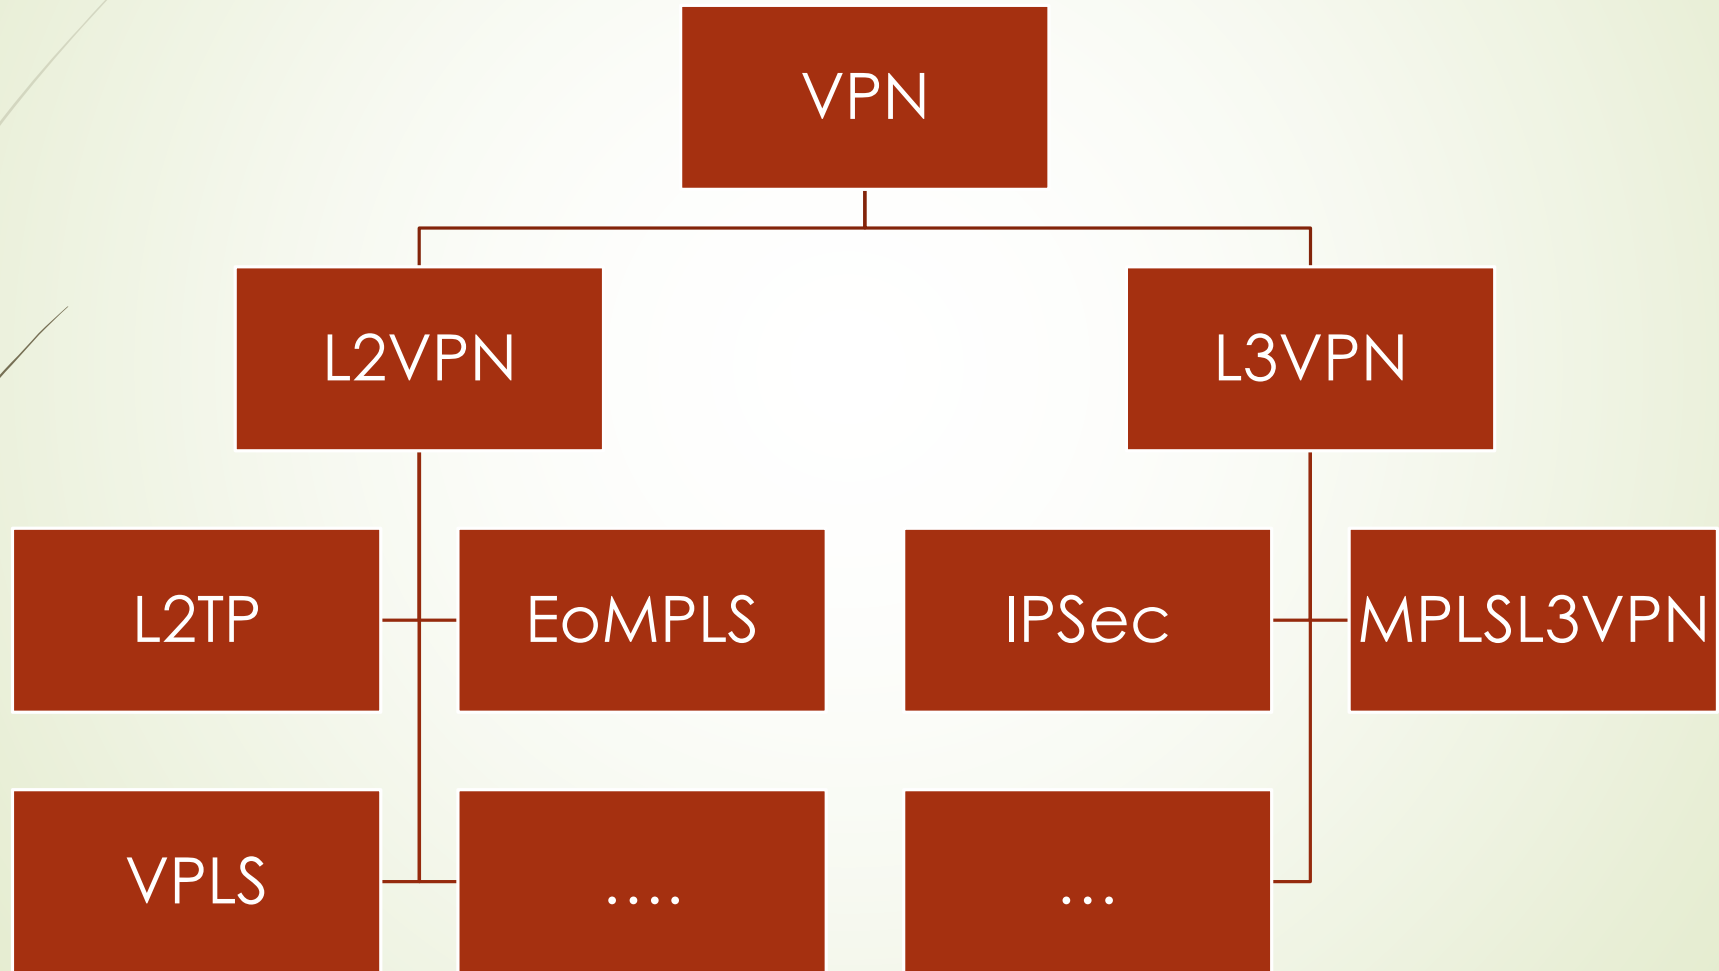 VPN
L2VPN
L3VPN
L2TP
EoMPLS
IPSec
MPLSL3VPN
VPLS
....
...